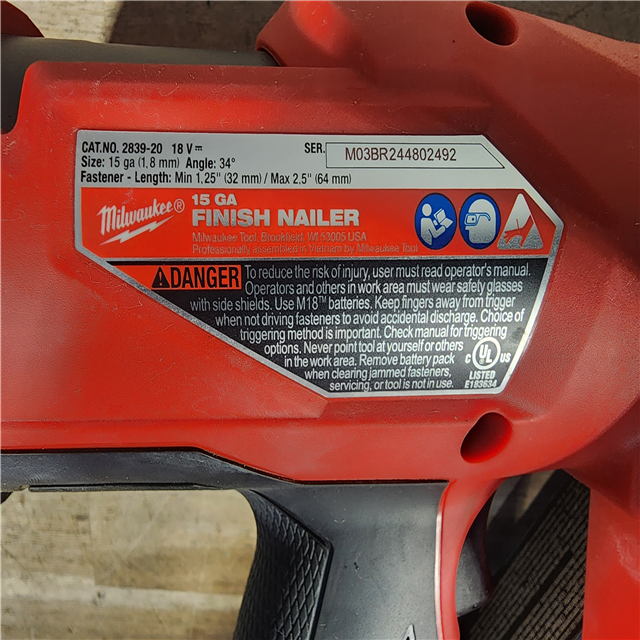 CAT.NO. 2839-20 18 V⎓ SER. M03BR244802492
Size: 15 ga (1,8 mm) Angle: 34°
Fastener - Length: Min 1.25" (32 mm) / Max 2.5" (64 mm)
Milwaukee®
15 GA
FINISH NAILER
Milwaukee Tool, Brookfield, WI 53005 USA
Professionally assembled in Vietnam by Milwaukee Tool
DANGER To reduce the risk of injury, user must read operator's manual.
Operators and others in work area must wear safety glasses
with side shields. Use M18™ batteries. Keep fingers away from trigger
when not driving fasteners to avoid accidental discharge. Choice of
triggering method is important. Check manual for triggering
options. Never point tool at yourself or others
in the work area. Remove battery pack
when clearing jammed fasteners,
servicing, or tool is not in use.
C UL US
LISTED
E183634